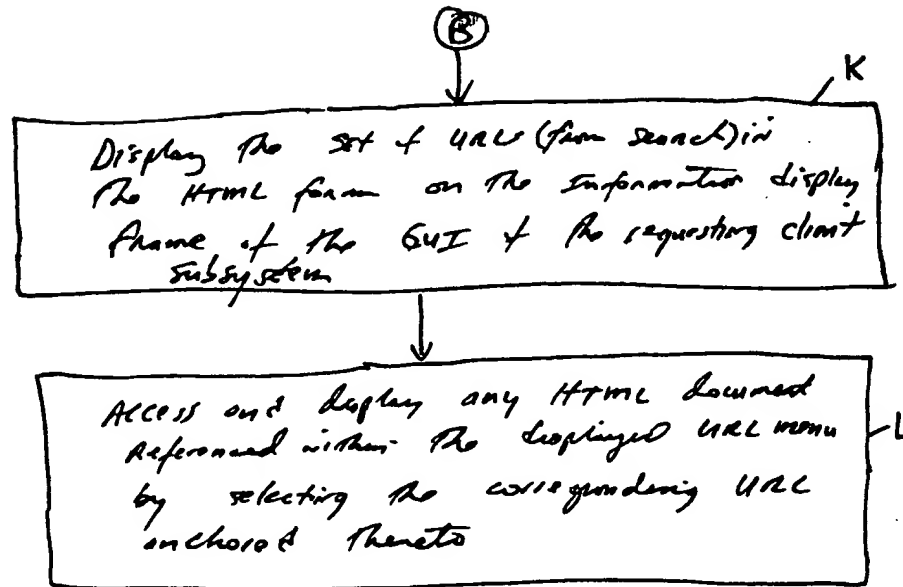 B
K
Display the set of URLs (from search) in
the HTML form on the Information display
frame of the GUI of the requesting client
subsystem
L
Access and display any HTML document
Referenced within the displayed URL menu
by selecting the corresponding URL
anchored thereto